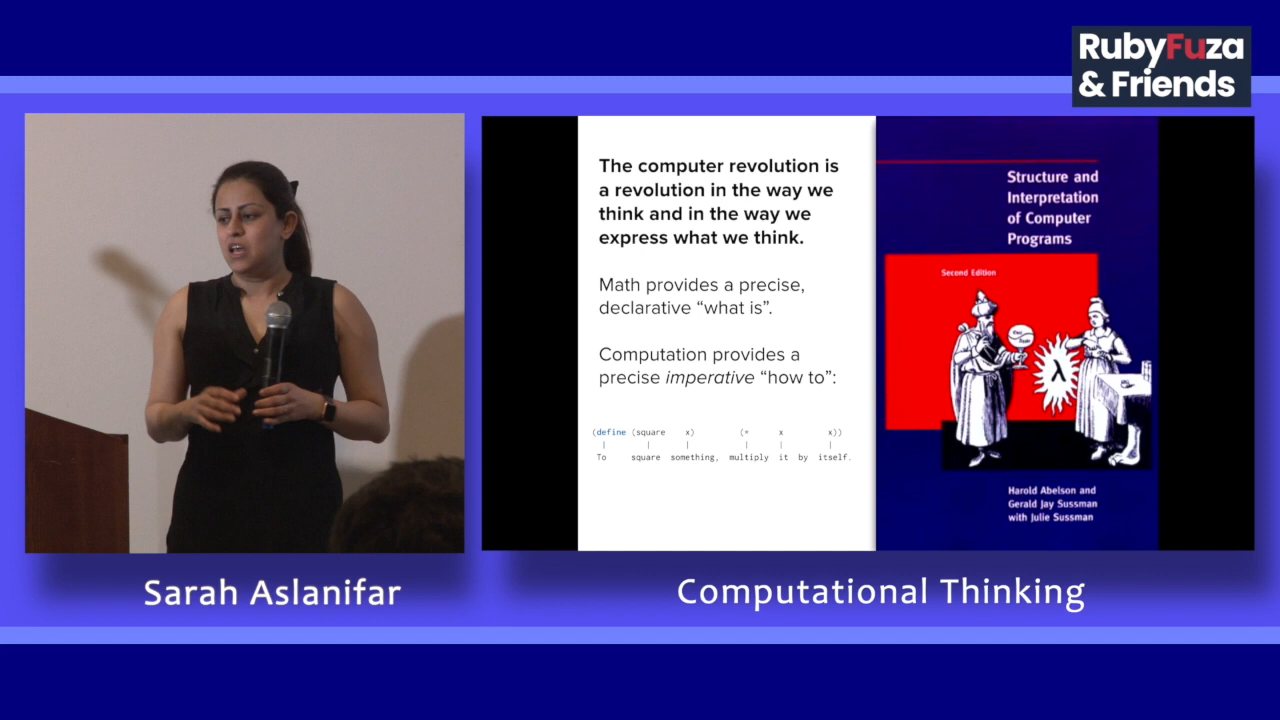 RubyFuza
& Friends
The computer revolution is
a revolution in the way we
think and in the way we
express what we think.
Math provides a precise,
declarative “what is”.
Computation provides a
precise imperative “how to”:
(define (square x) (* x x))
To square something, multiply it by itself.
Structure and
Interpretation
of Computer
Programs
Second Edition
λ
Harold Abelson and
Gerald Jay Sussman
with Julie Sussman
Sarah Aslanifar
Computational Thinking